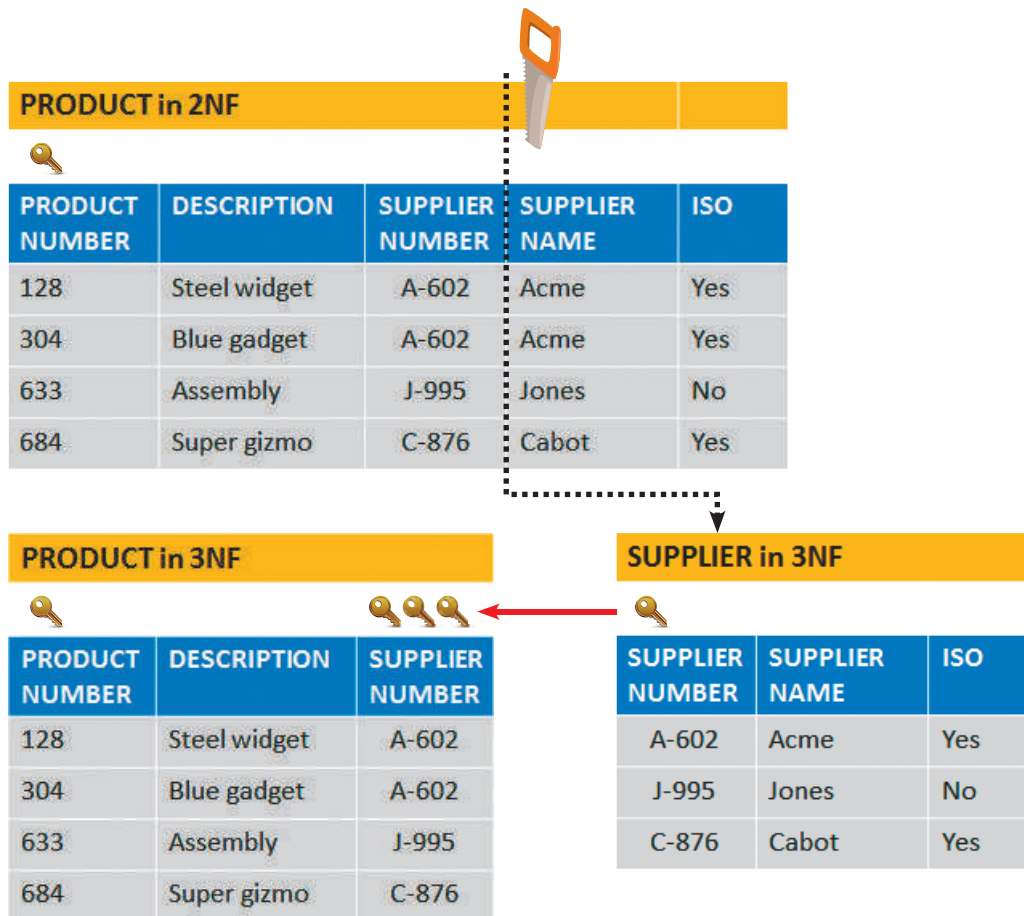 PRODUCT in 2NF
PRODUCT NUMBER DESCRIPTION SUPPLIER NUMBER SUPPLIER NAME ISO
128 Steel widget A-602 Acme Yes
304 Blue gadget A-602 Acme Yes
633 Assembly J-995 Jones No
684 Super gizmo C-876 Cabot Yes
PRODUCT in 3NF
PRODUCT NUMBER DESCRIPTION SUPPLIER NUMBER
128 Steel widget A-602
304 Blue gadget A-602
633 Assembly J-995
684 Super gizmo C-876
SUPPLIER in 3NF
SUPPLIER NUMBER SUPPLIER NAME ISO
A-602 Acme Yes
J-995 Jones No
C-876 Cabot Yes